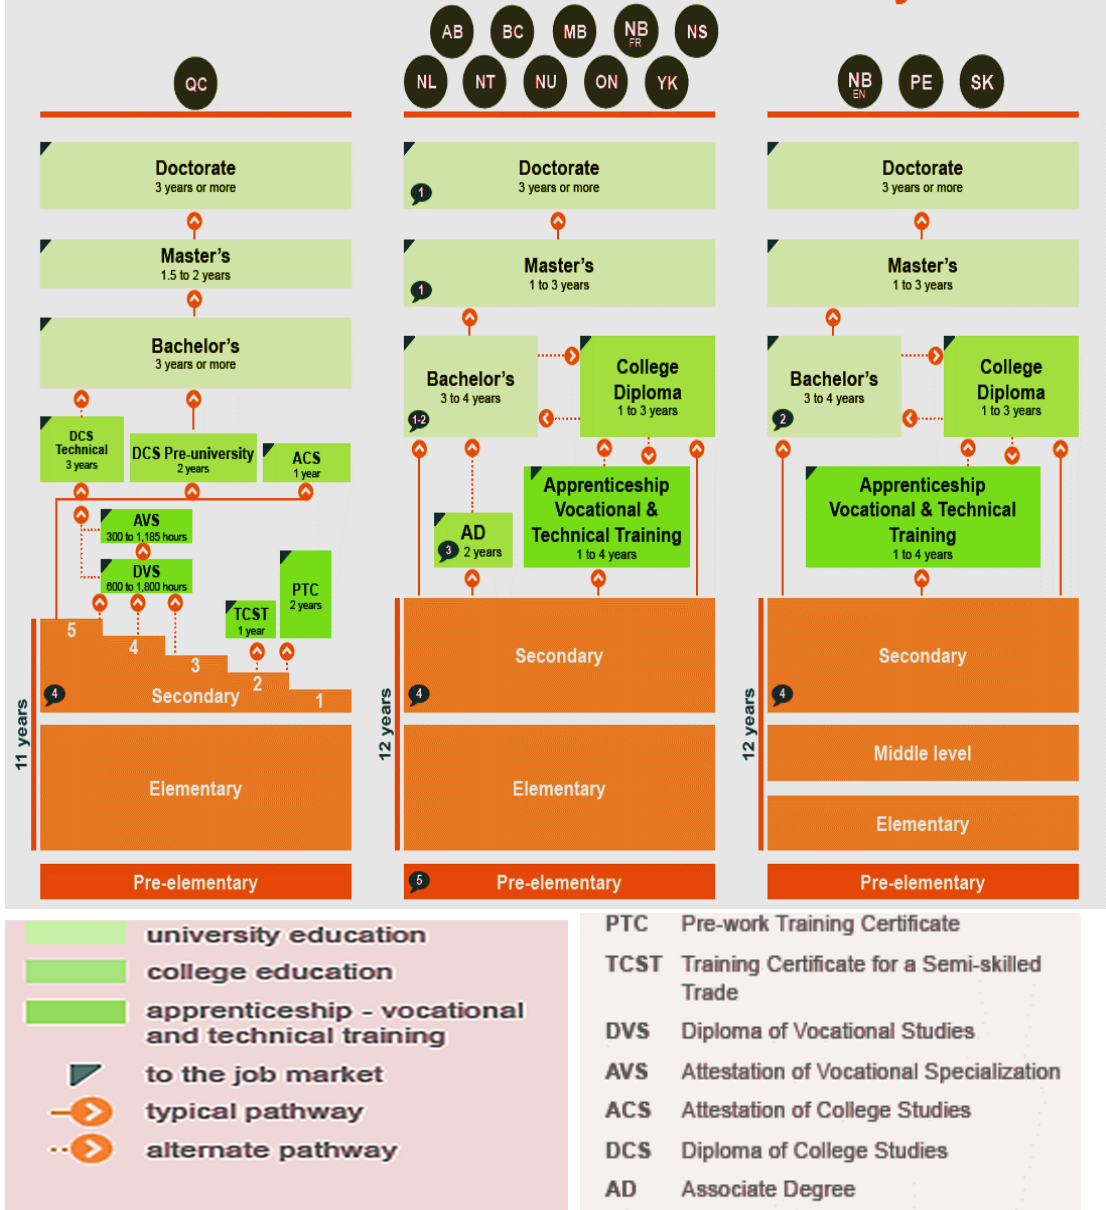 QC
11 years
Doctorate
3 years or more
Master's
1.5 to 2 years
Bachelor's
3 years or more
DCS
Technical
3 years
DCS Pre-university
2 years
ACS
1 year
AVS
300 to 1,185 hours
DVS
600 to 1,800 hours
TCST
1 year
PTC
2 years
5
4
3
2
1
4
Secondary
Elementary
Pre-elementary
AB
BC
MB
NB
FR
NS
NL
NT
NU
ON
YK
12 years
Doctorate
3 years or more
1
Master's
1 to 3 years
1
Bachelor's
3 to 4 years
1-2
College
Diploma
1 to 3 years
Apprenticeship
Vocational &
Technical Training
1 to 4 years
AD
3
2 years
Secondary
4
Elementary
5
Pre-elementary
NB
EN
PE
SK
12 years
Doctorate
3 years or more
Master's
1 to 3 years
Bachelor's
3 to 4 years
2
College
Diploma
1 to 3 years
Apprenticeship
Vocational & Technical
Training
1 to 4 years
Secondary
4
Middle level
Elementary
Pre-elementary
university education
college education
apprenticeship - vocational
and technical training
to the job market
typical pathway
alternate pathway
PTC Pre-work Training Certificate
TCST Training Certificate for a Semi-skilled
Trade
DVS Diploma of Vocational Studies
AVS Attestation of Vocational Specialization
ACS Attestation of College Studies
DCS Diploma of College Studies
AD Associate Degree